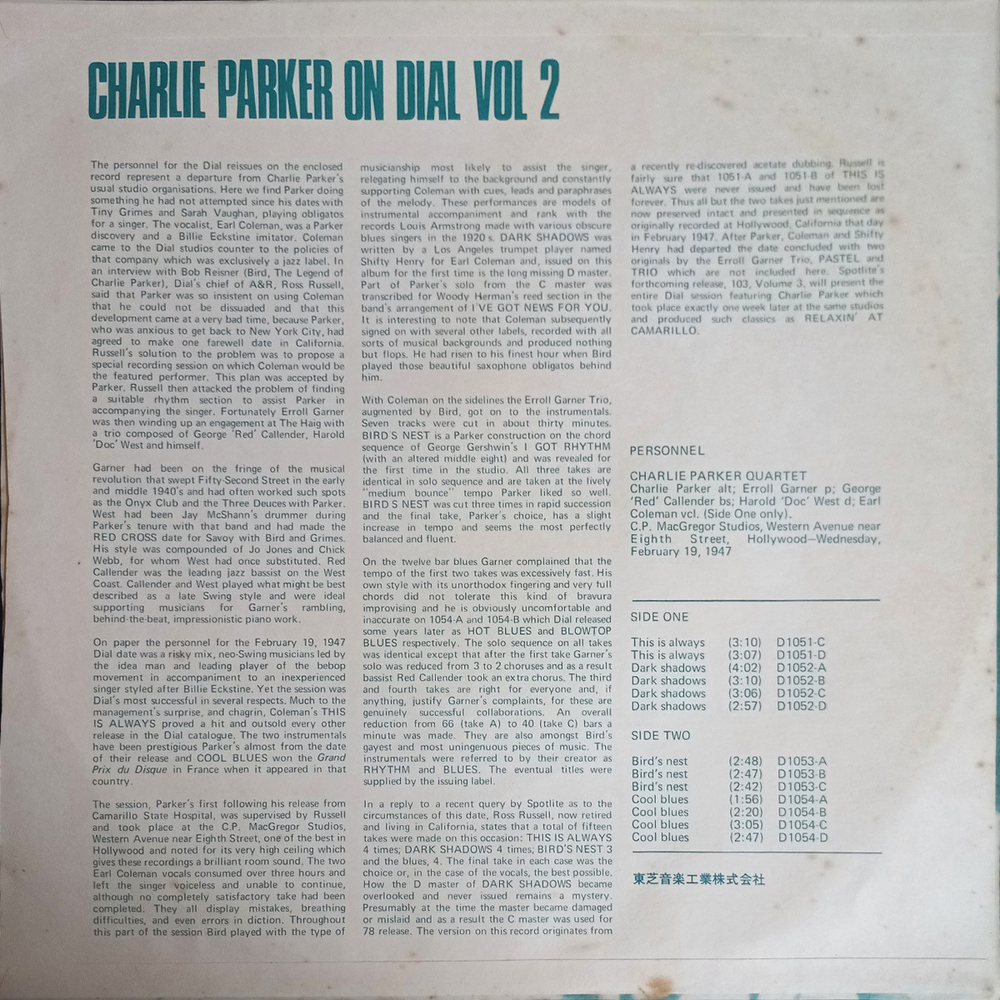 CHARLIE PARKER ON DIAL VOL 2
The personnel for the Dial reissues on the enclosed
record represent a departure from Charlie Parker's
usual studio organisations. Here we find Parker doing
something he had not attempted since his dates with
Tiny Grimes and Sarah Vaughan, playing obligatos
for a singer. The vocalist, Earl Coleman, was a Parker
discovery and a Billie Eckstine imitator. Coleman
came to the Dial studios counter to the policies of
that company which was exclusively a jazz label. In
an interview with Bob Reisner (Bird, The Legend of
Charlie Parker), Dial's chief of A&R, Ross Russell,
said that Parker was so insistent on using Coleman
that he could not be dissuaded and that this
development came at a very bad time, because Parker,
who was anxious to get back to New York City, had
agreed to make one farewell date in California.
Russell's solution to the problem was to propose a
special recording session on which Coleman would be
the featured performer. This plan was accepted by
Parker. Russell then attacked the problem of finding
a suitable rhythm section to assist Parker in
accompanying the singer. Fortunately Erroll Garner
was then winding up an engagement at The Haig with
a trio composed of George 'Red' Callender, Harold
'Doc' West and himself.
Garner had been on the fringe of the musical
revolution that swept Fifty-Second Street in the early
and middle 1940's and had often worked such spots
as the Onyx Club and the Three Deuces with Parker.
West had been Jay McShann's drummer during
Parker's tenure with that band and had made the
RED CROSS date for Savoy with Bird and Grimes.
His style was compounded of Jo Jones and Chick
Webb, for whom West had once substituted. Red
Callender was the leading jazz bassist on the West
Coast. Callender and West played what might be best
described as a late Swing style and were ideal
supporting musicians for Garner's rambling,
behind-the-beat, impressionistic piano work.
On paper the personnel for the February 19, 1947
Dial date was a risky mix, neo-Swing musicians led by
the idea man and leading player of the bebop
movement in accompaniment to an inexperienced
singer styled after Billie Eckstine. Yet the session was
Dial's most successful in several respects. Much to the
management's surprise, and chagrin, Coleman's THIS
IS ALWAYS proved a hit and outsold every other
release in the Dial catalogue. The two instrumentals
have been prestigious Parker's almost from the date
of their release and COOL BLUES won the Grand
Prix du Disque in France when it appeared in that
country.
The session, Parker's first following his release from
Camarillo State Hospital, was supervised by Russell
and took place at the C.P. MacGregor Studios,
Western Avenue near Eighth Street, one of the best in
Hollywood and noted for its very high ceiling which
gives these recordings a brilliant room sound. The two
Earl Coleman vocals consumed over three hours and
left the singer voiceless and unable to continue,
although no completely satisfactory take had been
completed. They all display mistakes, breathing
difficulties, and even errors in diction. Throughout
this part of the session Bird played with the type of
musicianship most likely to assist the singer,
relegating himself to the background and constantly
supporting Coleman with cues, leads and paraphrases
of the melody. These performances are models of
instrumental accompaniment and rank with the
records Louis Armstrong made with various obscure
blues singers in the 1920 s. DARK SHADOWS was
written by a Los Angeles trumpet player named
Shifty Henry for Earl Coleman and, issued on this
album for the first time is the long missing D master.
Part of Parker's solo from the C master was
transcribed for Woody Herman's reed section in the
band's arrangement of I'VE GOT NEWS FOR YOU.
It is interesting to note that Coleman subsequently
signed on with several other labels, recorded with all
sorts of musical backgrounds and produced nothing
but flops. He had risen to his finest hour when Bird
played those beautiful saxophone obligatos behind
him.
With Coleman on the sidelines the Erroll Garner Trio,
augmented by Bird, got on to the instrumentals.
Seven tracks were cut in about thirty minutes.
BIRD S NEST is a Parker construction on the chord
sequence of George Gershwin's I GOT RHYTHM
(with an altered middle eight) and was revealed for
the first time in the studio. All three takes are
identical in solo sequence and are taken at the lively
"medium bounce" tempo Parker liked so well.
BIRD S NEST was cut three times in rapid succession
and the final take, Parker's choice, has a slight
increase in tempo and seems the most perfectly
balanced and fluent.
On the twelve bar blues Garner complained that the
tempo of the first two takes was excessively fast. His
own style with its unorthodox fingering and very full
chords did not tolerate this kind of bravura
improvising and he is obviously uncomfortable and
inaccurate on 1054-A and 1054-B which Dial released
some years later as HOT BLUES and BLOWTOP
BLUES respectively. The solo sequence on all takes
was identical except that after the first take Garner's
solo was reduced from 3 to 2 choruses and as a result
bassist Red Callender took an extra chorus. The third
and fourth takes are right for everyone and, if
anything, justify Garner's complaints, for these are
genuinely successful collaborations. An overall
reduction from 66 (take A) to 40 (take C) bars a
minute was made. They are also amongst Bird's
gayest and most uningenuous pieces of music. The
instrumentals were referred to by their creator as
RHYTHM and BLUES. The eventual titles were
supplied by the issuing label.
In a reply to a recent query by Spotlite as to the
circumstances of this date, Ross Russell, now retired
and living in California, states that a total of fifteen
takes were made on this occasion: THIS IS ALWAYS
4 times; DARK SHADOWS 4 times; BIRD'S NEST 3
and the blues, 4. The final take in each case was the
choice or, in the case of the vocals, the best possible.
How the D master of DARK SHADOWS became
overlooked and never issued remains a mystery.
Presumably at the time the master became damaged
or mislaid and as a result the C master was used for
78 release. The version on this record originates from
a recently re-discovered acetate dubbing. Russell is
fairly sure that 1051-A and 1051-B of THIS IS
ALWAYS were never issued and have been lost
forever. Thus all but the two takes just mentioned are
now preserved intact and presented in sequence as
originally recorded at Hollywood, California that day
in February 1947. After Parker, Coleman and Shifty
Henry had departed the date concluded with two
originals by the Erroll Garner Trio, PASTEL and
TRIO which are not included here. Spotlite's
forthcoming release, 103, Volume 3, will present the
entire Dial session featuring Charlie Parker which
took place exactly one week later at the same studios
and produced such classics as RELAXIN' AT
CAMARILLO.
PERSONNEL
CHARLIE PARKER QUARTET
Charlie Parker alt; Erroll Garner p; George
'Red' Callender bs; Harold 'Doc' West d; Earl
Coleman vcl. (Side One only).
C.P. MacGregor Studios, Western Avenue near
Eighth Street, Hollywood—Wednesday,
February 19, 1947
SIDE ONE
This is always (3:10) D1051-C
This is always (3:07) D1051-D
Dark shadows (4:02) D1052-A
Dark shadows (3:10) D1052-B
Dark shadows (3:06) D1052-C
Dark shadows (2:57) D1052-D
SIDE TWO
Bird's nest (2:48) D1053-A
Bird's nest (2:47) D1053-B
Bird's nest (2:42) D1053-C
Cool blues (1:56) D1054-A
Cool blues (2:20) D1054-B
Cool blues (3:05) D1054-C
Cool blues (2:47) D1054-D
東芝音楽工業株式会社